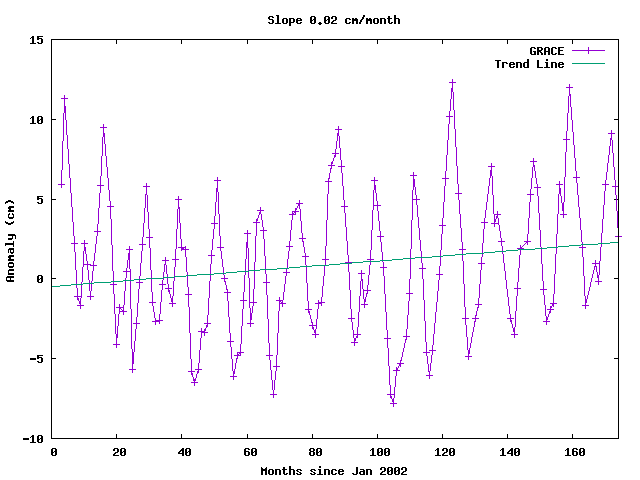 Slope 0.02 cm/month
GRACE
Trend Line
Anomaly (cm)
15
10
5
0
-5
-10
0 20 40 60 80 100 120 140 160
Months since Jan 2002